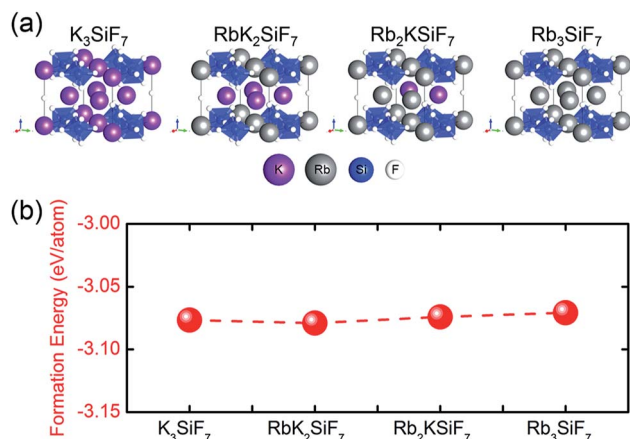 (a)
K₃SiF₇ RbK₂SiF₇ Rb₂KSiF₇ Rb₃SiF₇
K Rb Si F
(b)
Formation Energy (eV/atom)
-3.00
-3.05
-3.10
-3.15
K₃SiF₇ RbK₂SiF₇ Rb₂KSiF₇ Rb₃SiF₇